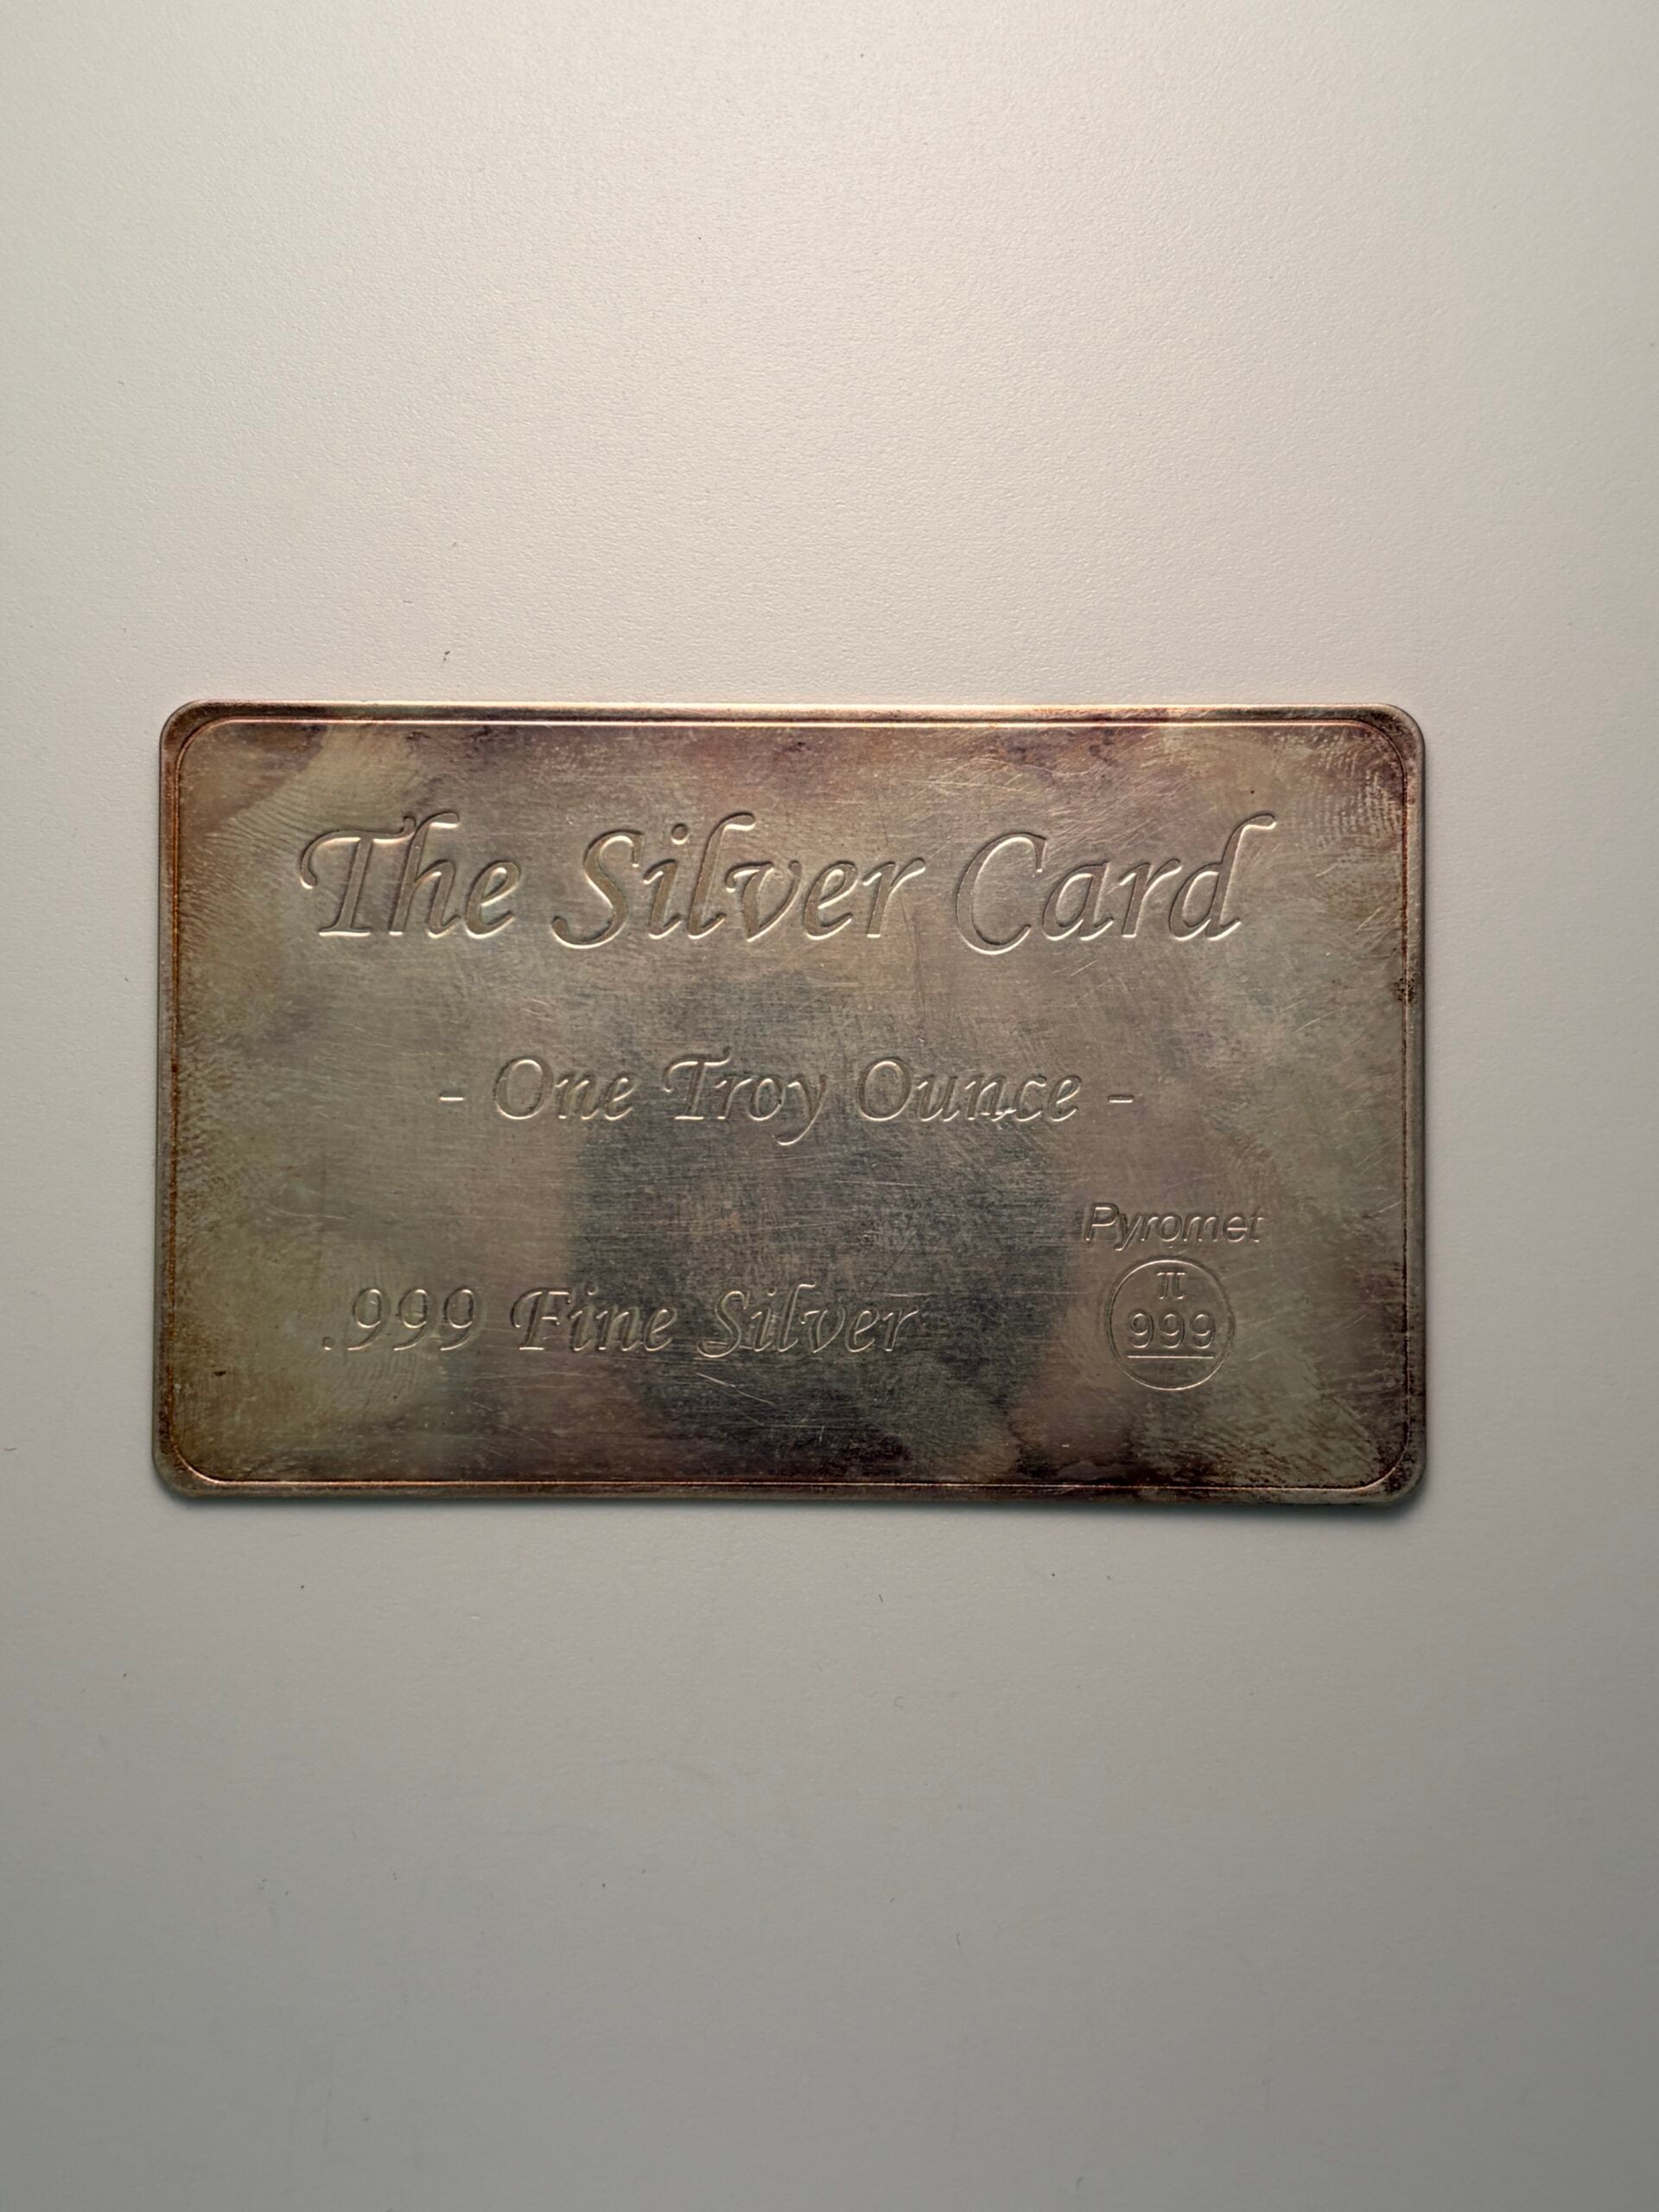 The Silver Card
- One Troy Ounce -
Pyromet
π
999
.999 Fine Silver